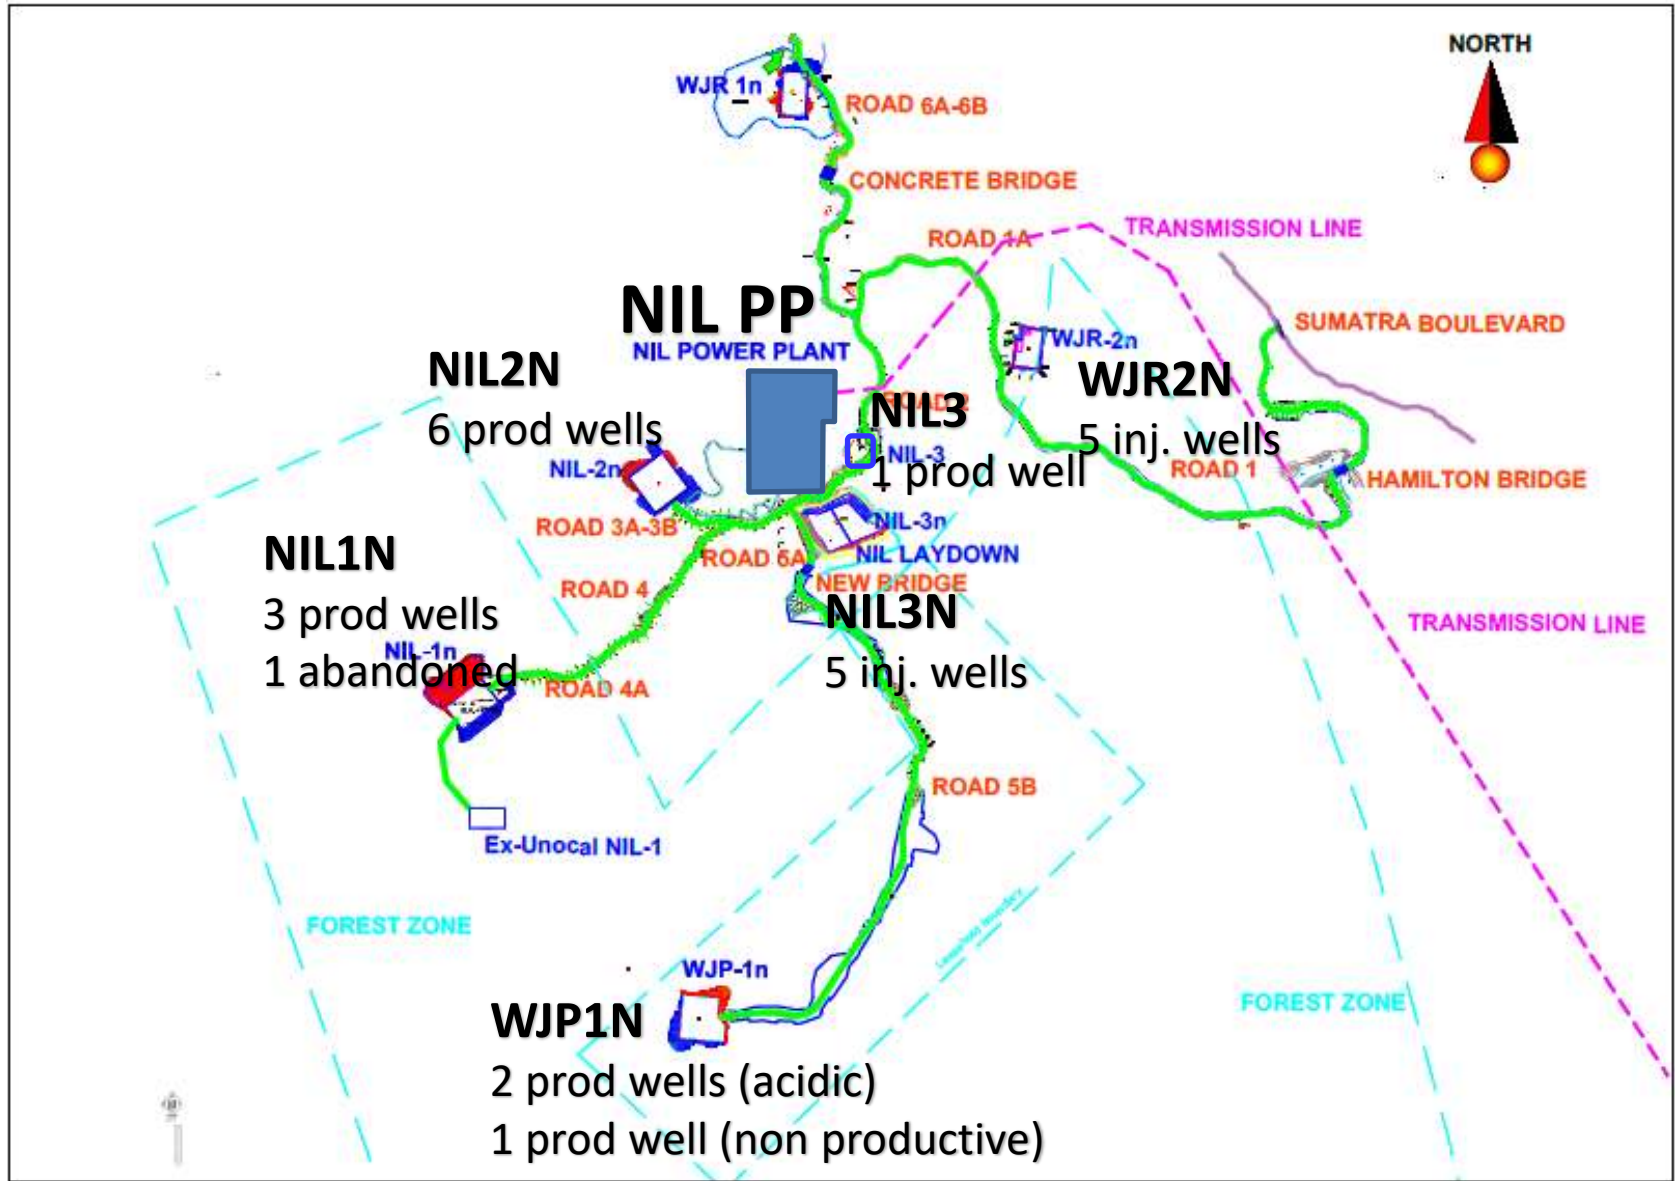 NORTH
WJR 1n
ROAD 6A-6B
CONCRETE BRIDGE
TRANSMISSION LINE
ROAD 1A
NIL PP
NIL POWER PLANT
SUMATRA BOULEVARD
WJR-2n
WJR2N
5 inj. wells
NIL2N
6 prod wells
ROAD 2
NIL3
NIL-3
1 prod well
NIL-2n
ROAD 1
HAMILTON BRIDGE
ROAD 3A-3B
NIL-3n
NIL LAYDOWN
ROAD 5A
NEW BRIDGE
NIL1N
3 prod wells
1 abandoned
NIL-1n
ROAD 4
ROAD 4A
NIL3N
5 inj. wells
TRANSMISSION LINE
ROAD 5B
Ex-Unocal NIL-1
FOREST ZONE
WJP-1n
FOREST ZONE
WJP1N
2 prod wells (acidic)
1 prod well (non productive)